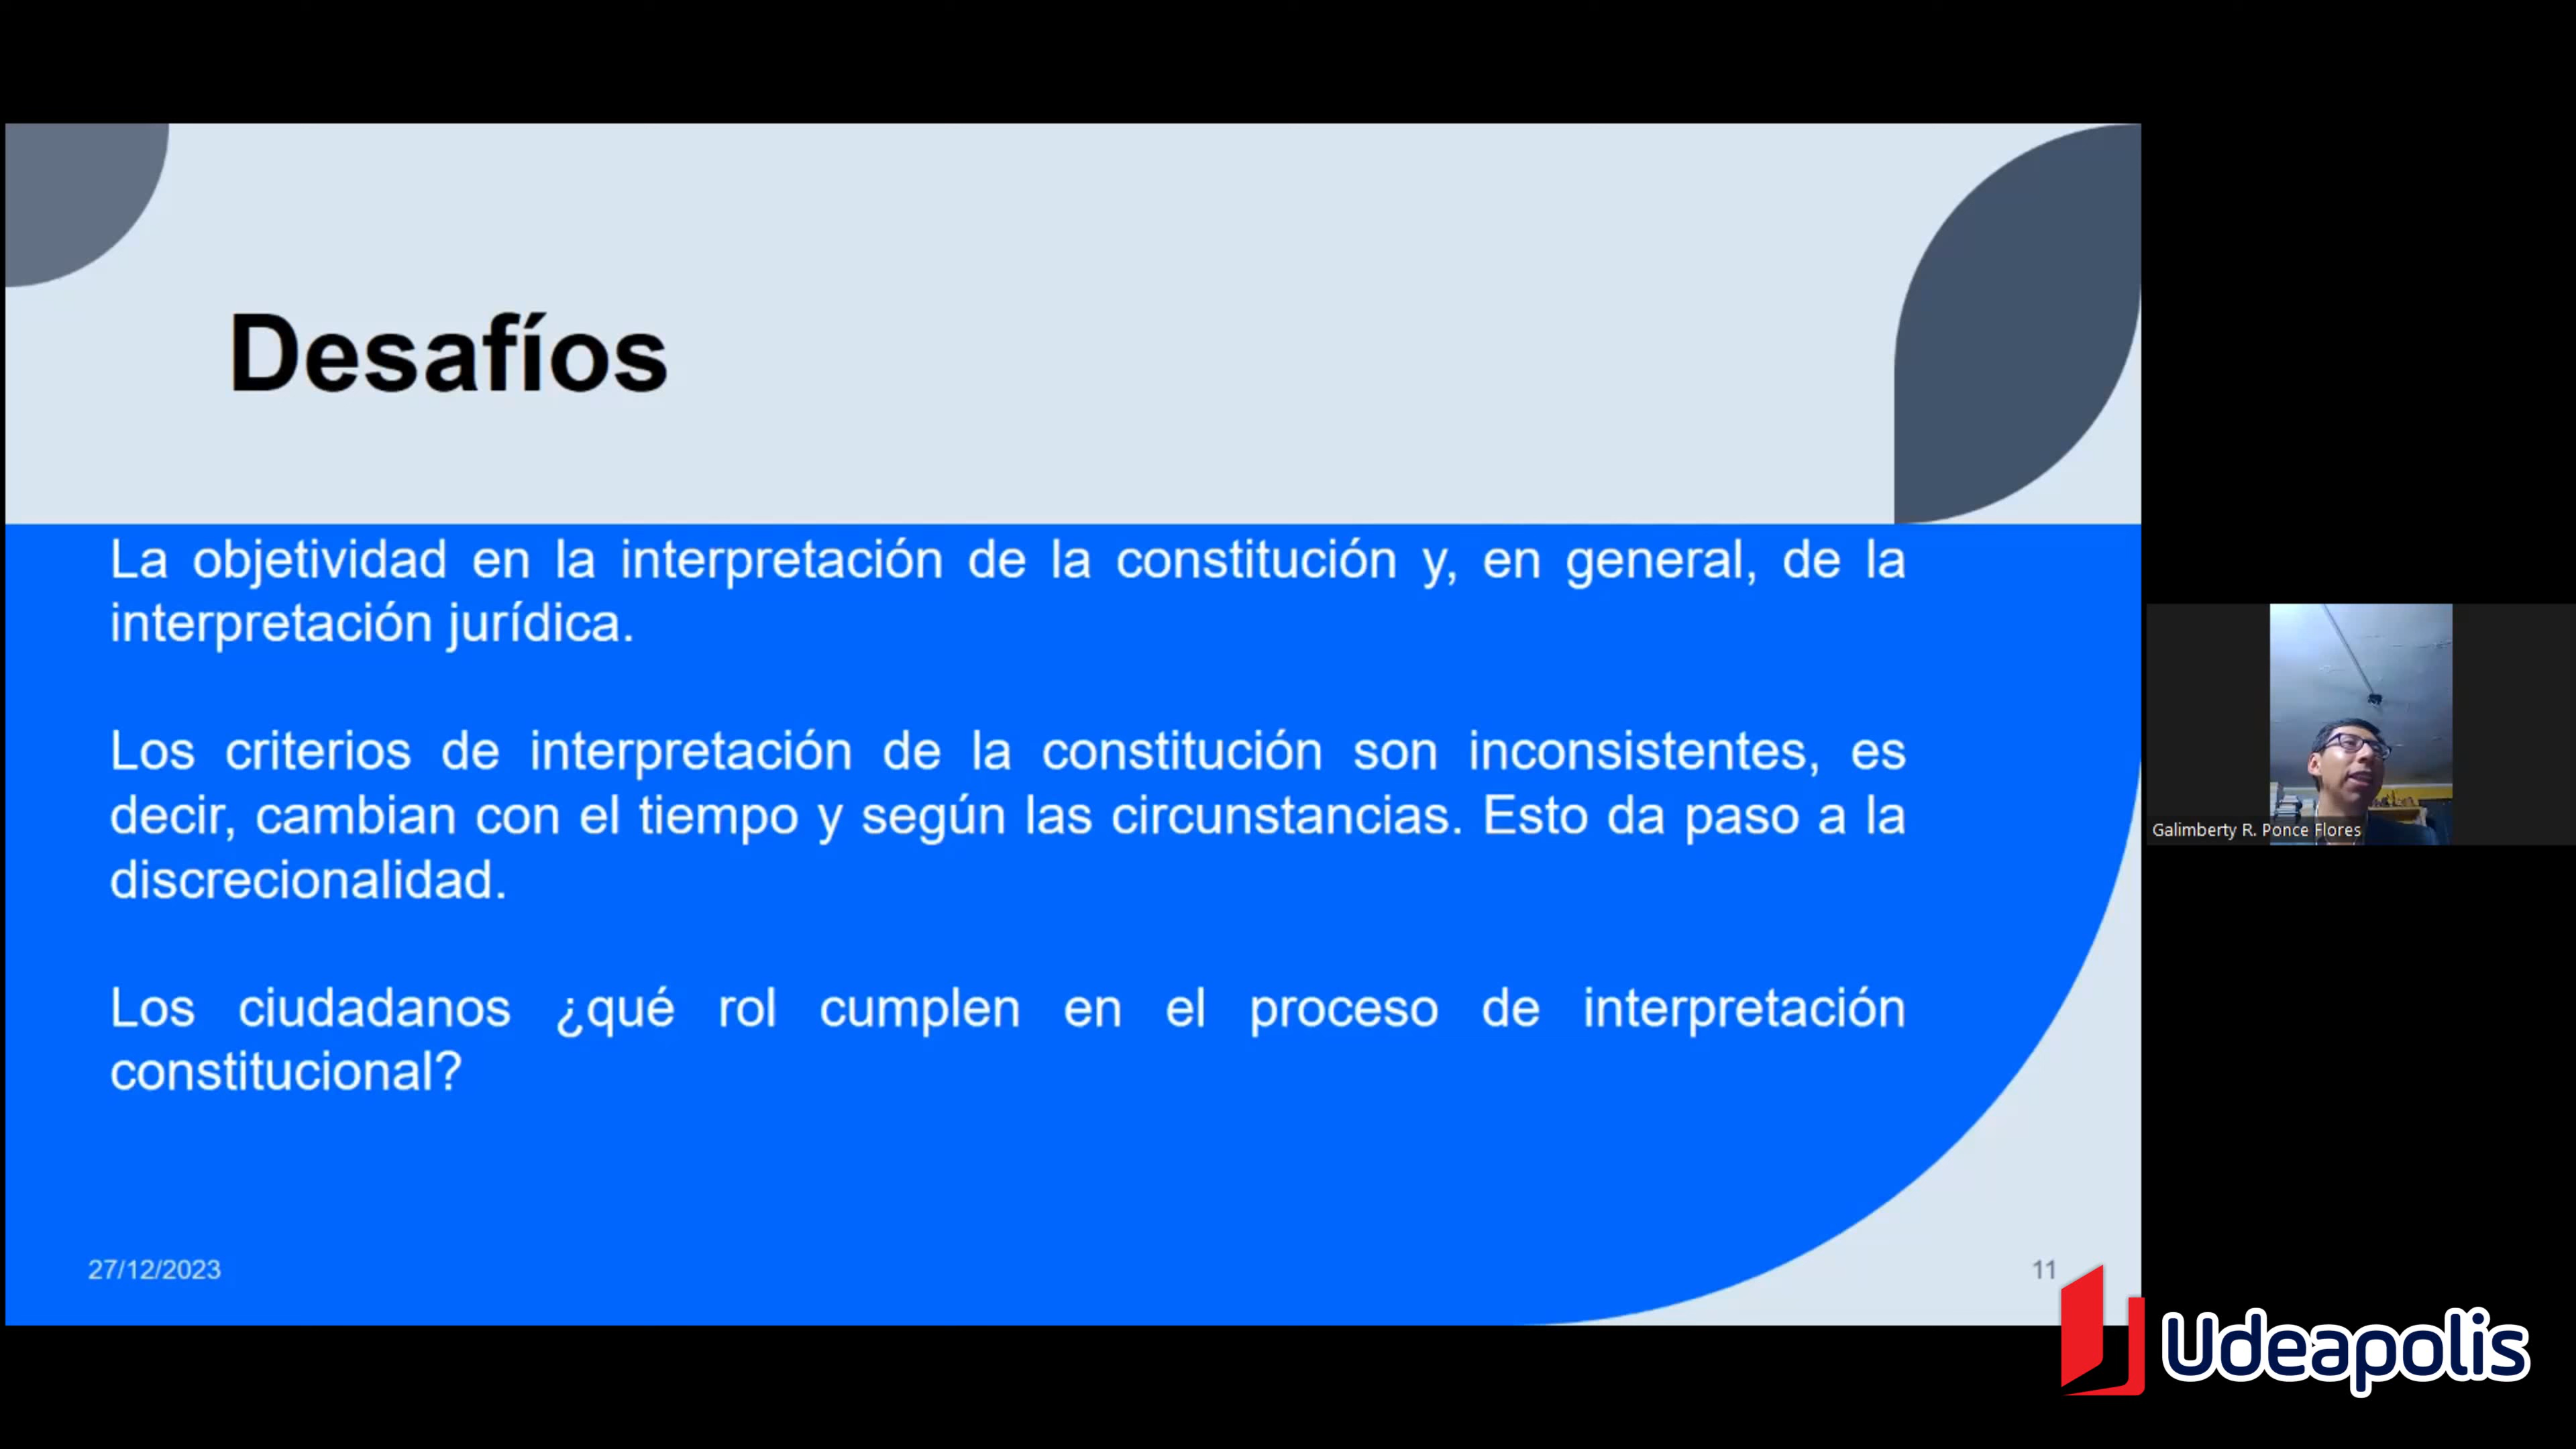 Desafíos
La objetividad en la interpretación de la constitución y, en general, de la
interpretación jurídica.
Los criterios de interpretación de la constitución son inconsistentes, es
decir, cambian con el tiempo y según las circunstancias. Esto da paso a la
discrecionalidad.
Los ciudadanos ¿qué rol cumplen en el proceso de interpretación
constitucional?
27/12/2023
11
Galimberty R. Ponce Flores
Udeapolis